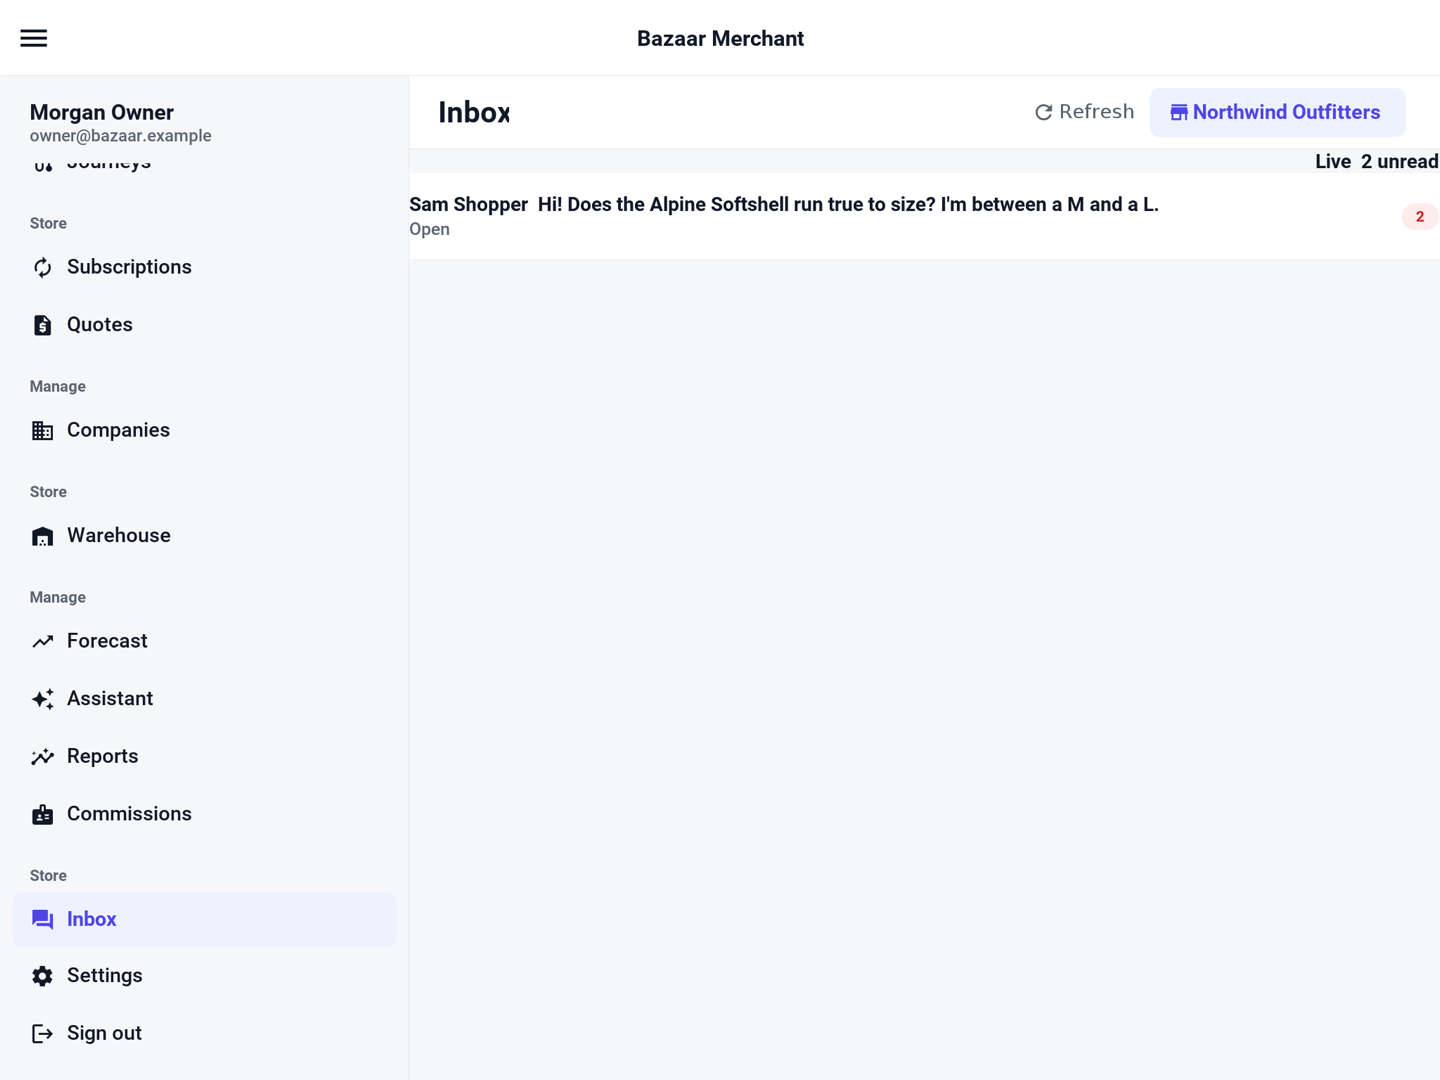 Bazaar Merchant
Morgan Owner
owner@bazaar.example
Journeys
Store
Subscriptions
Quotes
Manage
Companies
Store
Warehouse
Manage
Forecast
Assistant
Reports
Commissions
Store
Inbox
Settings
Sign out
Inbox
Refresh
Northwind Outfitters
Live 2 unread
Sam Shopper Hi! Does the Alpine Softshell run true to size? I'm between a M and a L.
Open
2